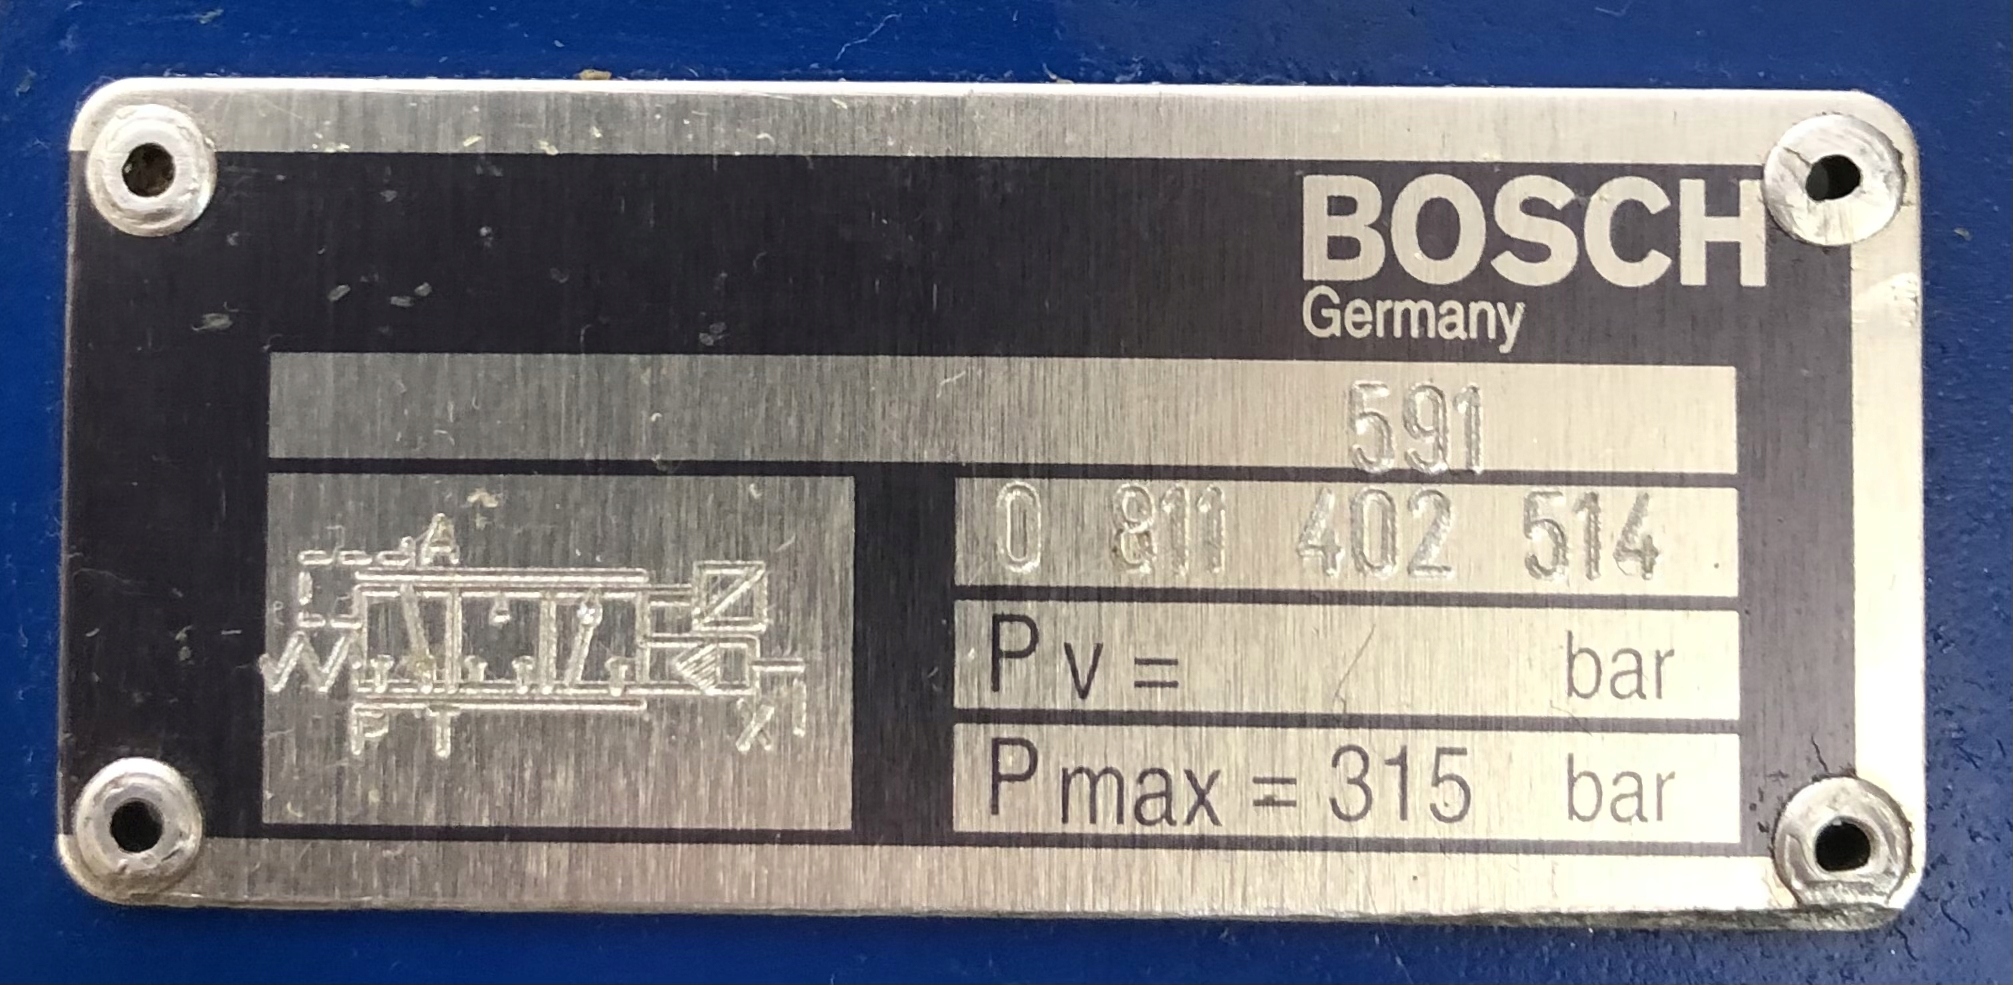 BOSCH
Germany
591
0 811 402 514
A
P T X
Pv = bar
Pmax = 315 bar